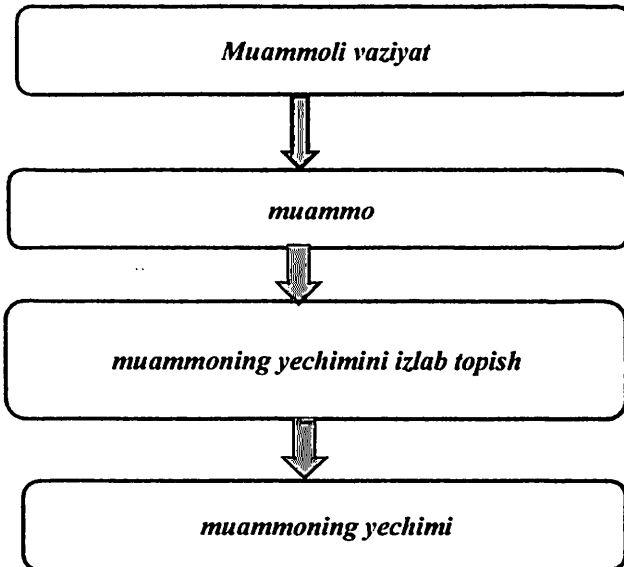 Muammoli vaziyat
muammo
muammoning yechimini izlab topish
muammoning yechimi